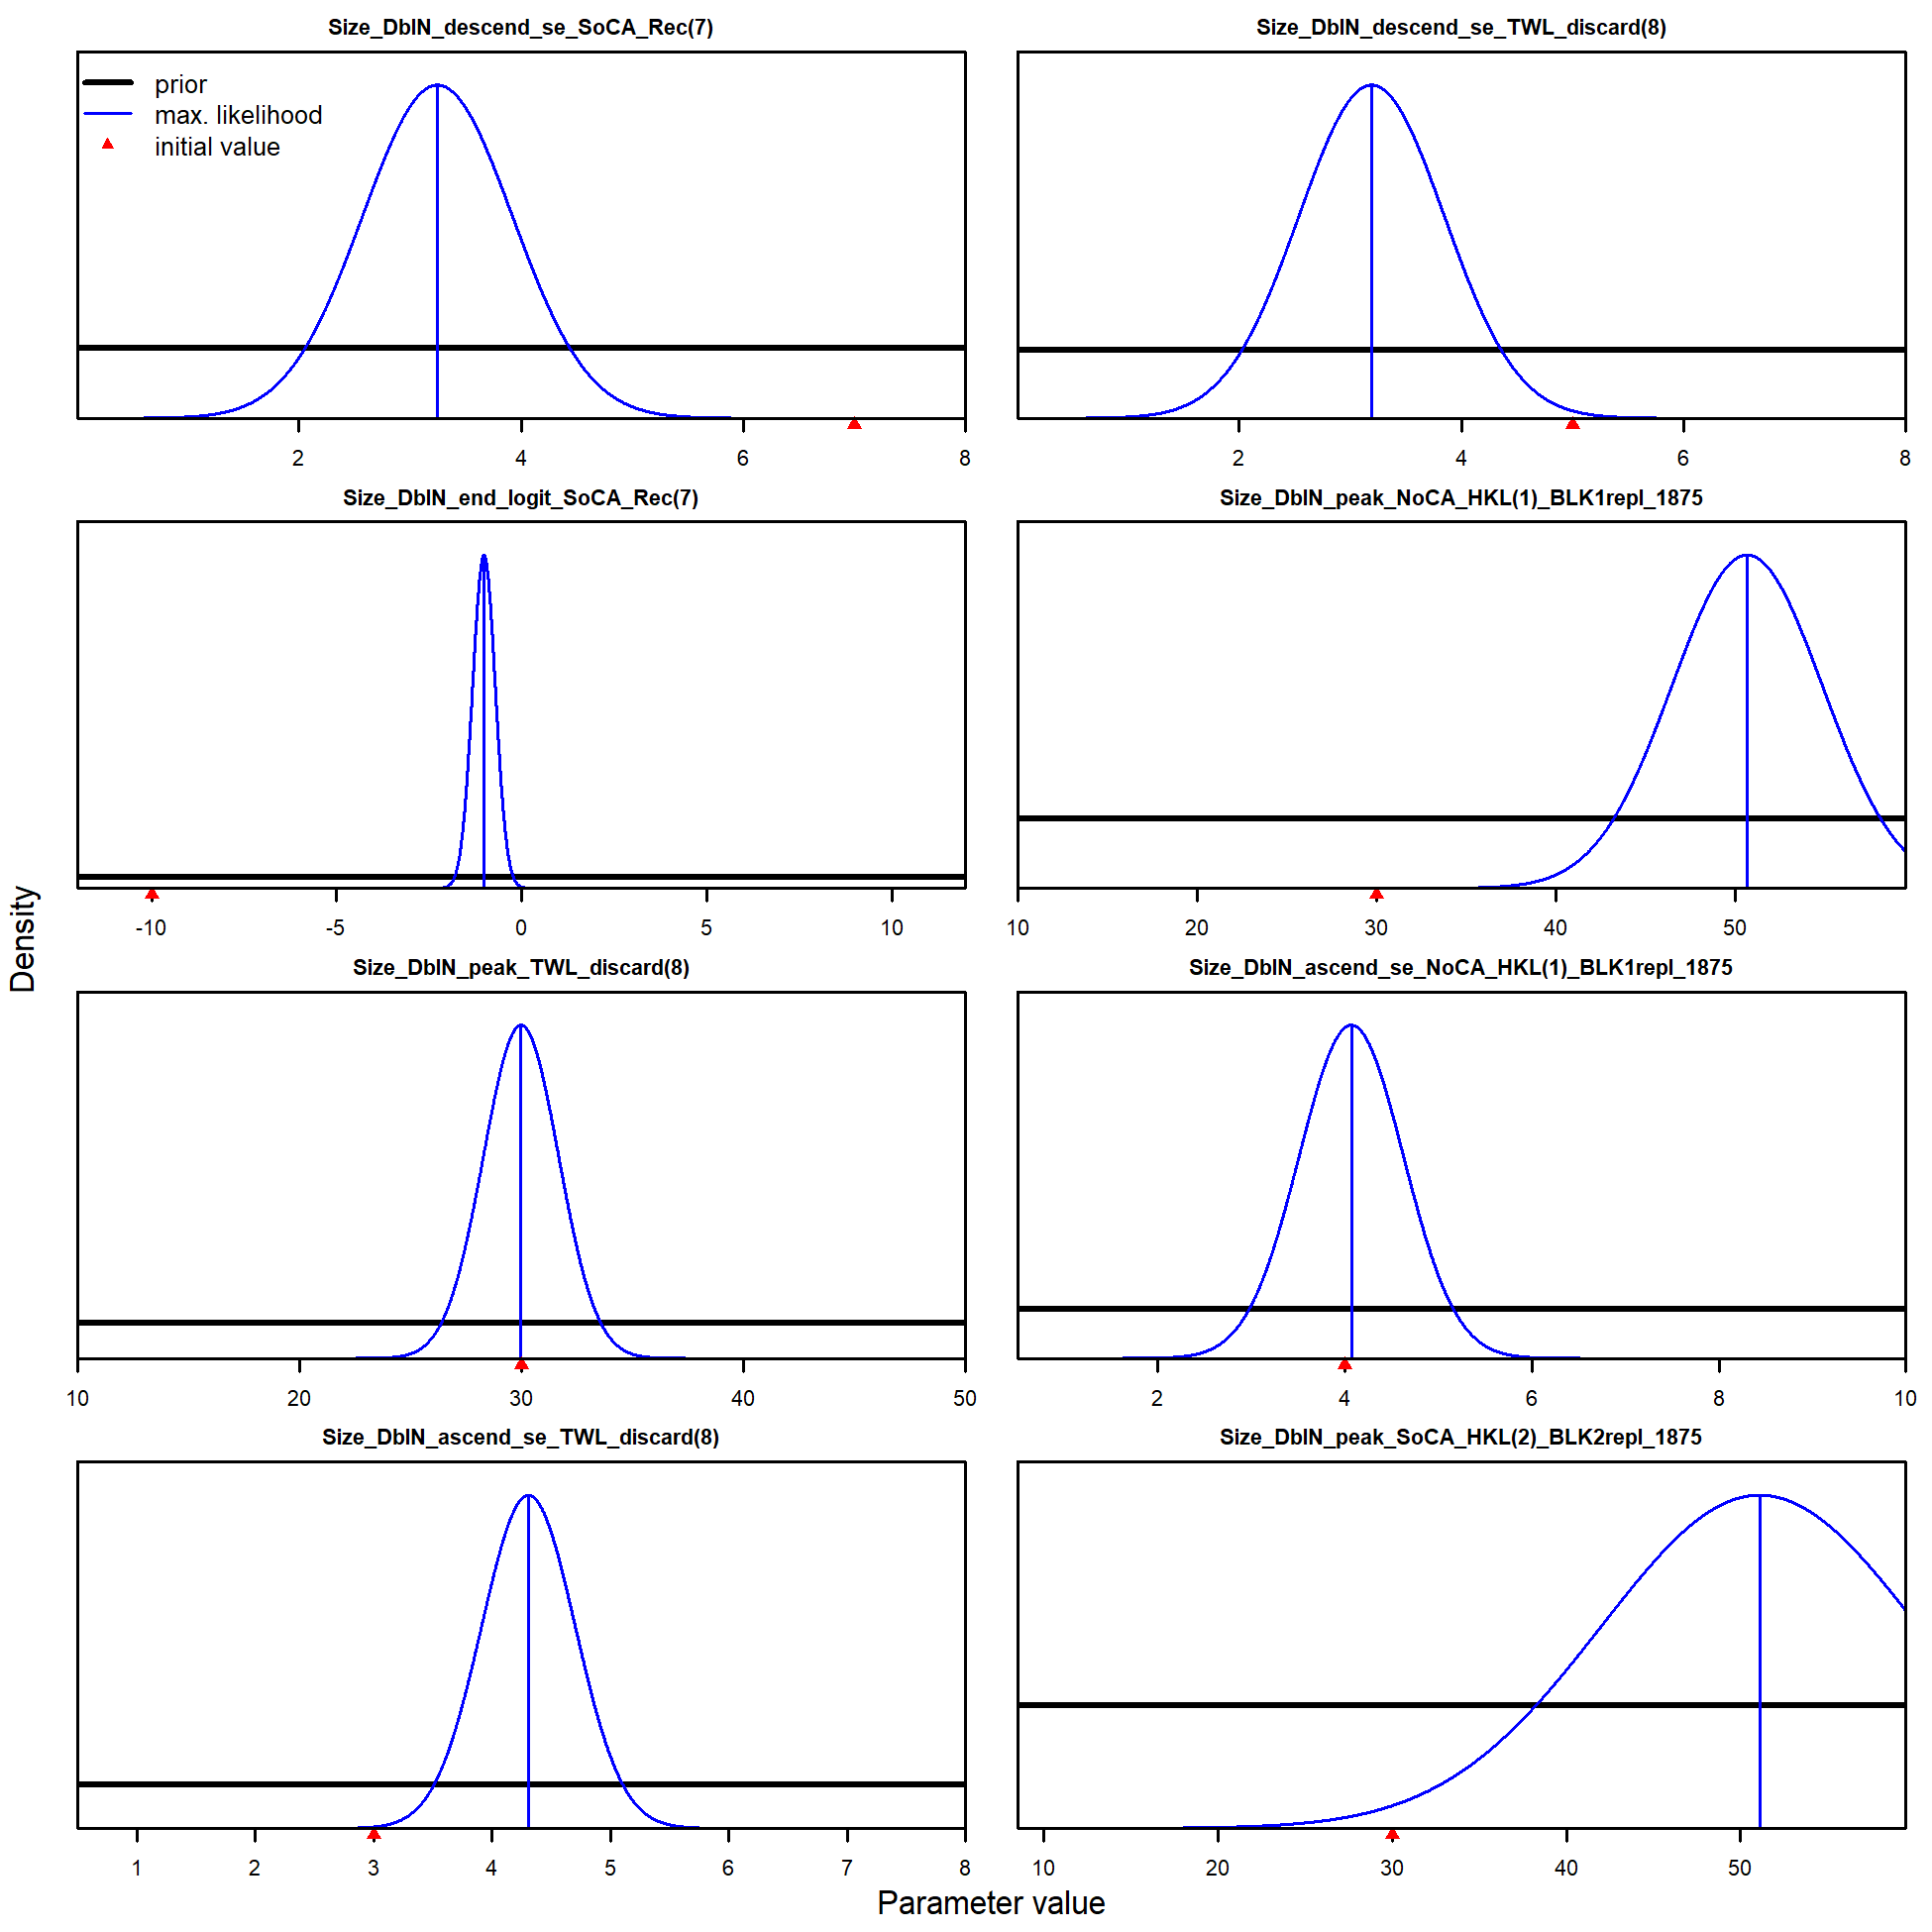 Size_DblN_descend_se_SoCA_Rec(7)
prior
max. likelihood
initial value
2 4 6 8
Size_DblN_descend_se_TWL_discard(8)
2 4 6 8
Size_DblN_end_logit_SoCA_Rec(7)
-10 -5 0 5 10
Size_DblN_peak_NoCA_HKL(1)_BLK1repl_1875
10 20 30 40 50
Size_DblN_peak_TWL_discard(8)
10 20 30 40 50
Size_DblN_ascend_se_NoCA_HKL(1)_BLK1repl_1875
2 4 6 8 10
Size_DblN_ascend_se_TWL_discard(8)
1 2 3 4 5 6 7 8
Size_DblN_peak_SoCA_HKL(2)_BLK2repl_1875
10 20 30 40 50
Density
Parameter value